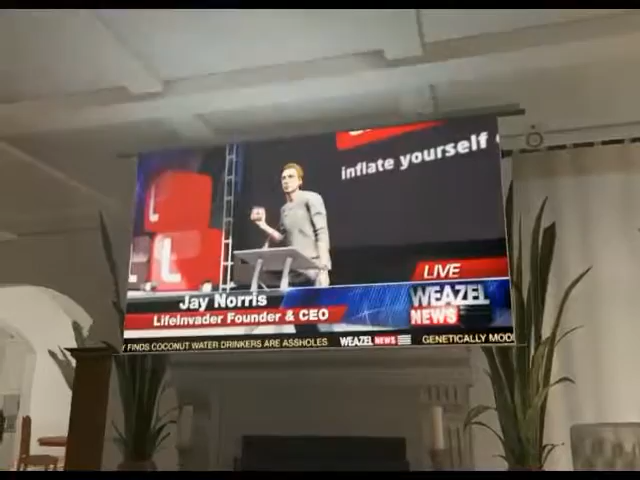 inflate yourself
L
L
LIVE
Jay Norris
LifeInvader Founder & CEO
WEAZEL
NEWS
FINDS COCONUT WATER DRINKERS ARE ASSHOLES WEAZEL NEWS GENETICALLY MOD